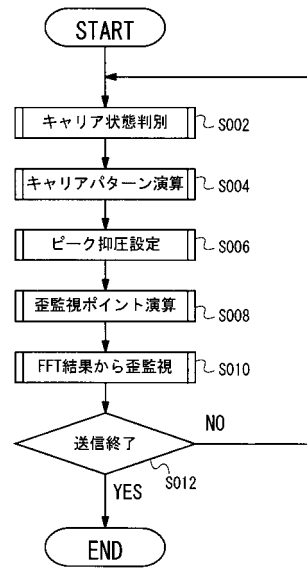 START
キャリア状態判別 S002
キャリアパターン演算 S004
ピーク抑圧設定 S006
歪監視ポイント演算 S008
FFT結果から歪監視 S010
送信終了 NO
S012
YES
END